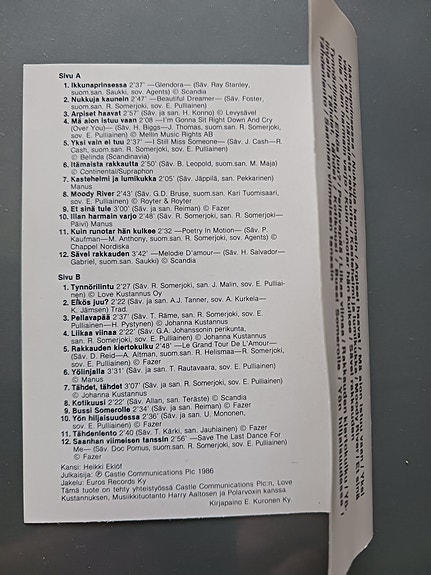 Sivu A
1. Ikkunaprinsessa 2'37" —Glendora— (Säv. Ray Stanley,
suom.san. Saukki, sov. Agents) © Scandia
2. Nukkuja kaunein 2'47" —Beautiful Dreamer— (Säv. Foster,
suom.san. R. Somerjoki, sov. E. Pulliainen)
3. Arpiset haavat 2'57" (Säv. ja san. H. Konno) © Levysävel
4. Mä alon istuu vaan 2'08 —I'm Gonna Sit Right Down And Cry
(Over You)— (Säv. H. Biggs—J. Thomas, suom.san. R. Somerjoki,
sov. E. Pulliainen) © Mellin Music Rights AB
5. Yksi vain ei tuu 2'37" —I Still Miss Someone— (Säv. J. Cash—R.
Cash, suom.san. R. Somerjoki, sov. E. Pulliainen)
© Belinda (Scandinavia)
6. Itämaista rakkautta 2'50' (Säv. B. Leopold, suom.san. M. Maja)
© Continental/Supraphon
7. Kastehelmi ja lumikukka 2'05' (Säv. Jäppilä, san. Pekkarinen)
Manus
8. Moody River 2'43' (Säv. G.D. Bruse, suom.san. Kari Tuomisaari,
sov. E. Pulliainen) © Royter & Royter
9. Et sinä tule 3'00' (Säv. ja san. Reiman) © Fazer
10. Illan harmain varjo 2'48' (Säv. R. Somerjoki, san. R. Somerjoki—
Päivi) Manus
11. Kuin runotar hän kulkee 2'32 —Poetry In Motion— (Säv. P.
Kaufman—M. Anthony, suom.san. R. Somerjoki, sov. Agents) ©
Chappel Nordiska
12. Sävel rakkauden 3'42" —Melodie D'amour— (Säv. H. Salvador—
Gabriel, suom.san. Saukki) © Scandia
Sivu B
1. Tynnörilintu 2'27 (Säv. R. Somerjoki, san. J. Malin, sov. E. Pulliai-
nen) © Love Kustannus Oy
2. Eikös juu? 2'22 (Säv. ja san. A.J. Tanner, sov. A. Kurkela—
K. Jämsen) Trad.
3. Pellavapää 2'37' (Säv. T. Räme, san. R. Somerjoki, sov. E.
Pulliainen—H. Pystynen) © Johanna Kustannus
4. Liikaa viinaa 2'22' (Säv. G.A. Johanssonin perikunta,
san. R. Somerjoki, sov. E. Pulliainen) © Johanna Kustannus
5. Rakkauden kiertokulku 2'48' —Le Grand Tour De L'amour—
(Säv. D. Reid—A. Altman, suom.san. R. Helismaa—R. Somerjoki,
sov. E. Pulliainen) © Fazer
6. Yölinjalla 3'31' (Säv. ja san. T. Rautavaara, sov. E. Pulliainen)
© Manus
7. Tähdet, tähdet 3'07' (Säv. ja san. R. Somerjoki, sov. E. Pulliainen)
© Johanna Kustannus
8. Kotikuusi 2'22' (Säv. Allan, san. Teräste) © Scandia
9. Bussi Somerolle 2'34' (Säv. ja san. Reiman) © Fazer
10. Yön hiljaisuudessa 2'36' (Säv. ja san. U. Mononen,
sov. E. Pulliainen) © Fazer
11. Tähdenlento 2'40 (Säv. T. Kärki, san. Jauhiainen) © Fazer
12. Saanhan viimeisen tanssin 2'56' —Save The Last Dance For
Me— (Säv. Doc Pomus, suom.san. R. Somerjoki, sov. E. Pulliainen)
© Fazer
Kansi: Heikki Eklöf
Julkaisija: ℗ Castle Communications Plc 1986
Jakelu: Euros Records Ky
Tämä tuote on tehty yhteistyössä Castle Communications Plc:n, Love
Kustannuksen, Musiikkituotanto Harry Aaltosen ja Polarvoxin kanssa.
Kirjapaino E. Kuronen Ky.